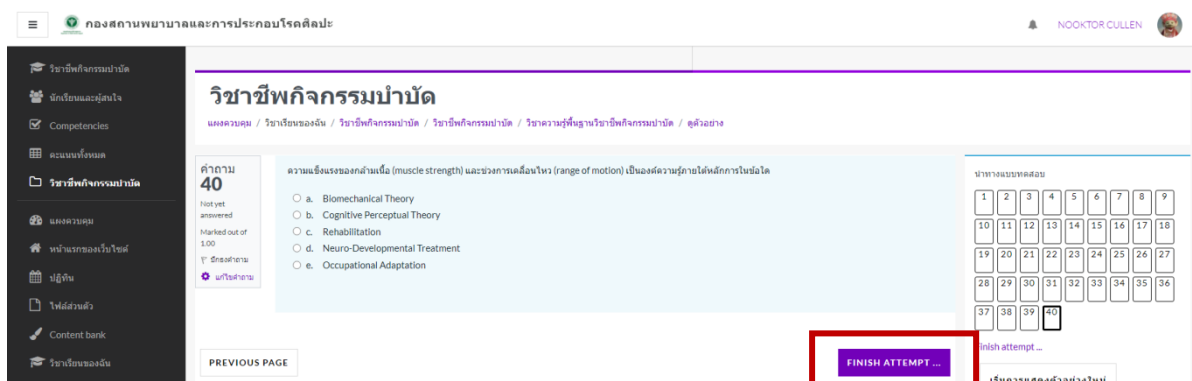 กองสถานพยาบาลและการประกอบโรคศิลปะ
NOOKTOR CULLEN
วิชาชีพกิจกรรมบำบัด
นักเรียนและผู้สนใจ
Competencies
คะแนนทั้งหมด
วิชาชีพกิจกรรมบำบัด
แผงควบคุม
หน้าแรกของเว็บไซต์
ปฏิทิน
ไฟล์ส่วนตัว
Content bank
วิชาเรียนของฉัน
วิชาชีพกิจกรรมบำบัด
แผงควบคุม / วิชาเรียนของฉัน / วิชาชีพกิจกรรมบำบัด / วิชาชีพกิจกรรมบำบัด / วิชาความรู้พื้นฐานวิชาชีพกิจกรรมบำบัด / ดูตัวอย่าง
คำถาม
40
Not yet
answered
Marked out of
1.00
ปักธงคำถาม
แก้ไขคำถาม
ความแข็งแรงของกล้ามเนื้อ (muscle strength) และช่วงการเคลื่อนไหว (range of motion) เป็นองค์ความรู้ภายใต้หลักการในข้อใด
a. Biomechanical Theory
b. Cognitive Perceptual Theory
c. Rehabilitation
d. Neuro-Developmental Treatment
e. Occupational Adaptation
PREVIOUS PAGE
FINISH ATTEMPT ...
นำทางแบบทดสอบ
1 2 3 4 5 6 7 8 9
10 11 12 13 14 15 16 17 18
19 20 21 22 23 24 25 26 27
28 29 30 31 32 33 34 35 36
37 38 39 40
Finish attempt ...
เริ่มการแสดงตัวอย่างใหม่